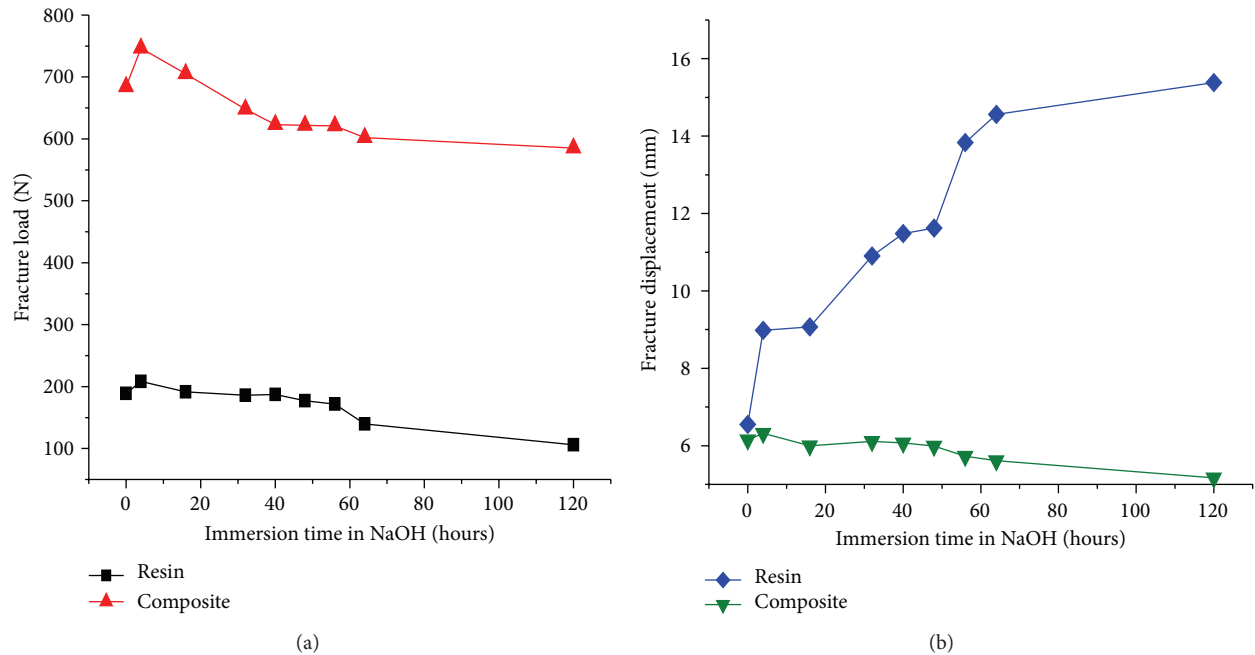 800
700
600
500
400
300
200
100
Fracture load (N)
0 20 40 60 80 100 120
Immersion time in NaOH (hours)
Resin
Composite
(a)
16
14
12
10
8
6
Fracture displacement (mm)
0 20 40 60 80 100 120
Immersion time in NaOH (hours)
Resin
Composite
(b)